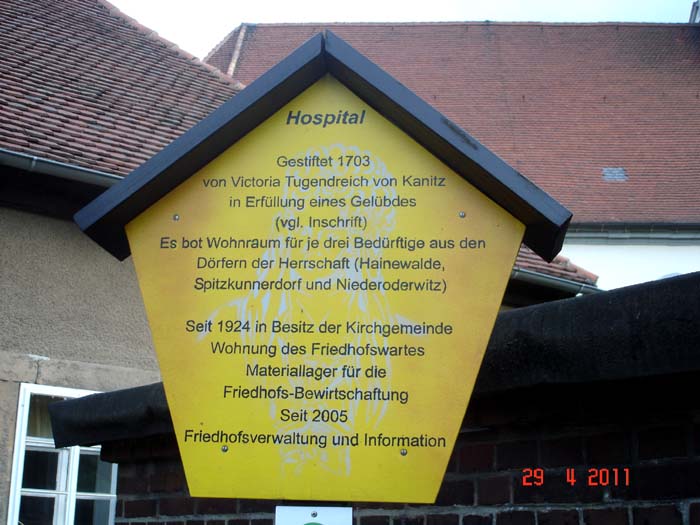 Hospital
Gestiftet 1703
von Victoria Tugendreich von Kanitz
in Erfüllung eines Gelübdes
(vgl. Inschrift)
Es bot Wohnraum für je drei Bedürftige aus den
Dörfern der Herrschaft (Hainewalde,
Spitzkunnerdorf und Niederoderwitz)
Seit 1924 in Besitz der Kirchgemeinde
Wohnung des Friedhofswartes
Materiallager für die
Friedhofs-Bewirtschaftung
Seit 2005
Friedhofsverwaltung und Information
29 4 2011